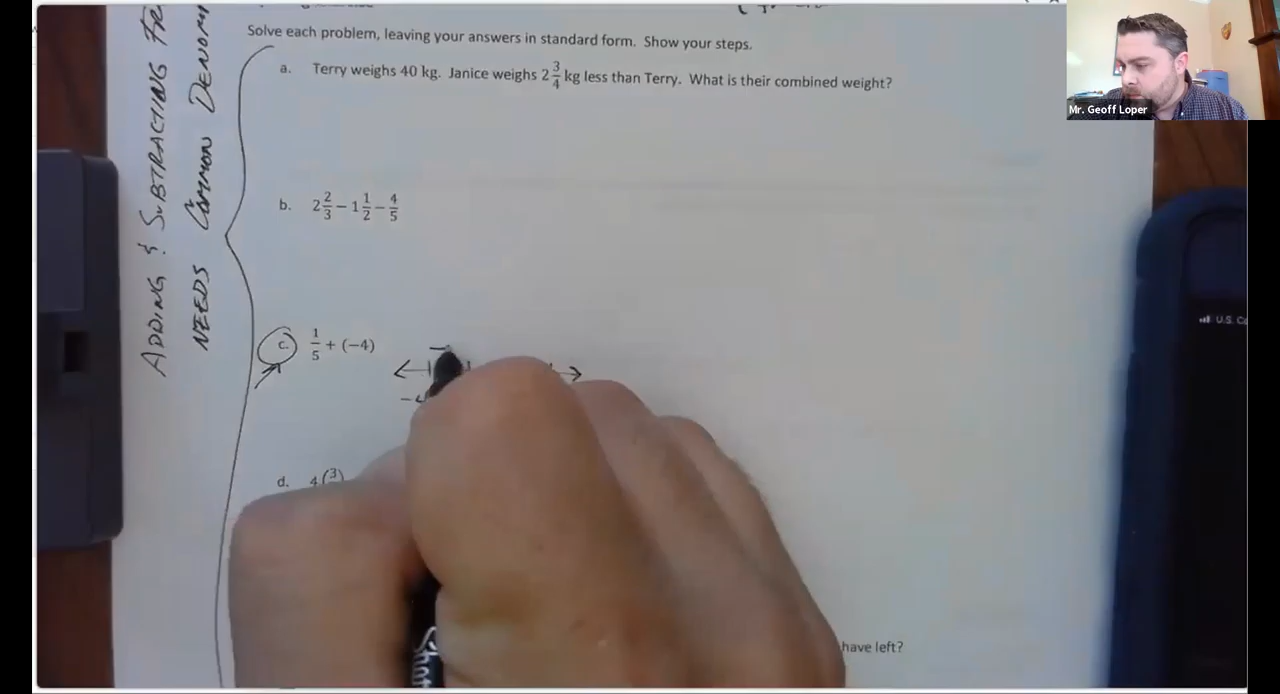 Solve each problem, leaving your answers in standard form. Show your steps.
a. Terry weighs 40 kg. Janice weighs 2 3/4 kg less than Terry. What is their combined weight?
b. 2 2/3 − 1 1/2 − 4/5
c. 1/5 + (−4)
d. 4(3
have left?
ADDING & SUBTRACTING
NEEDS COMMON
Mr. Geoff Loper
U.S.